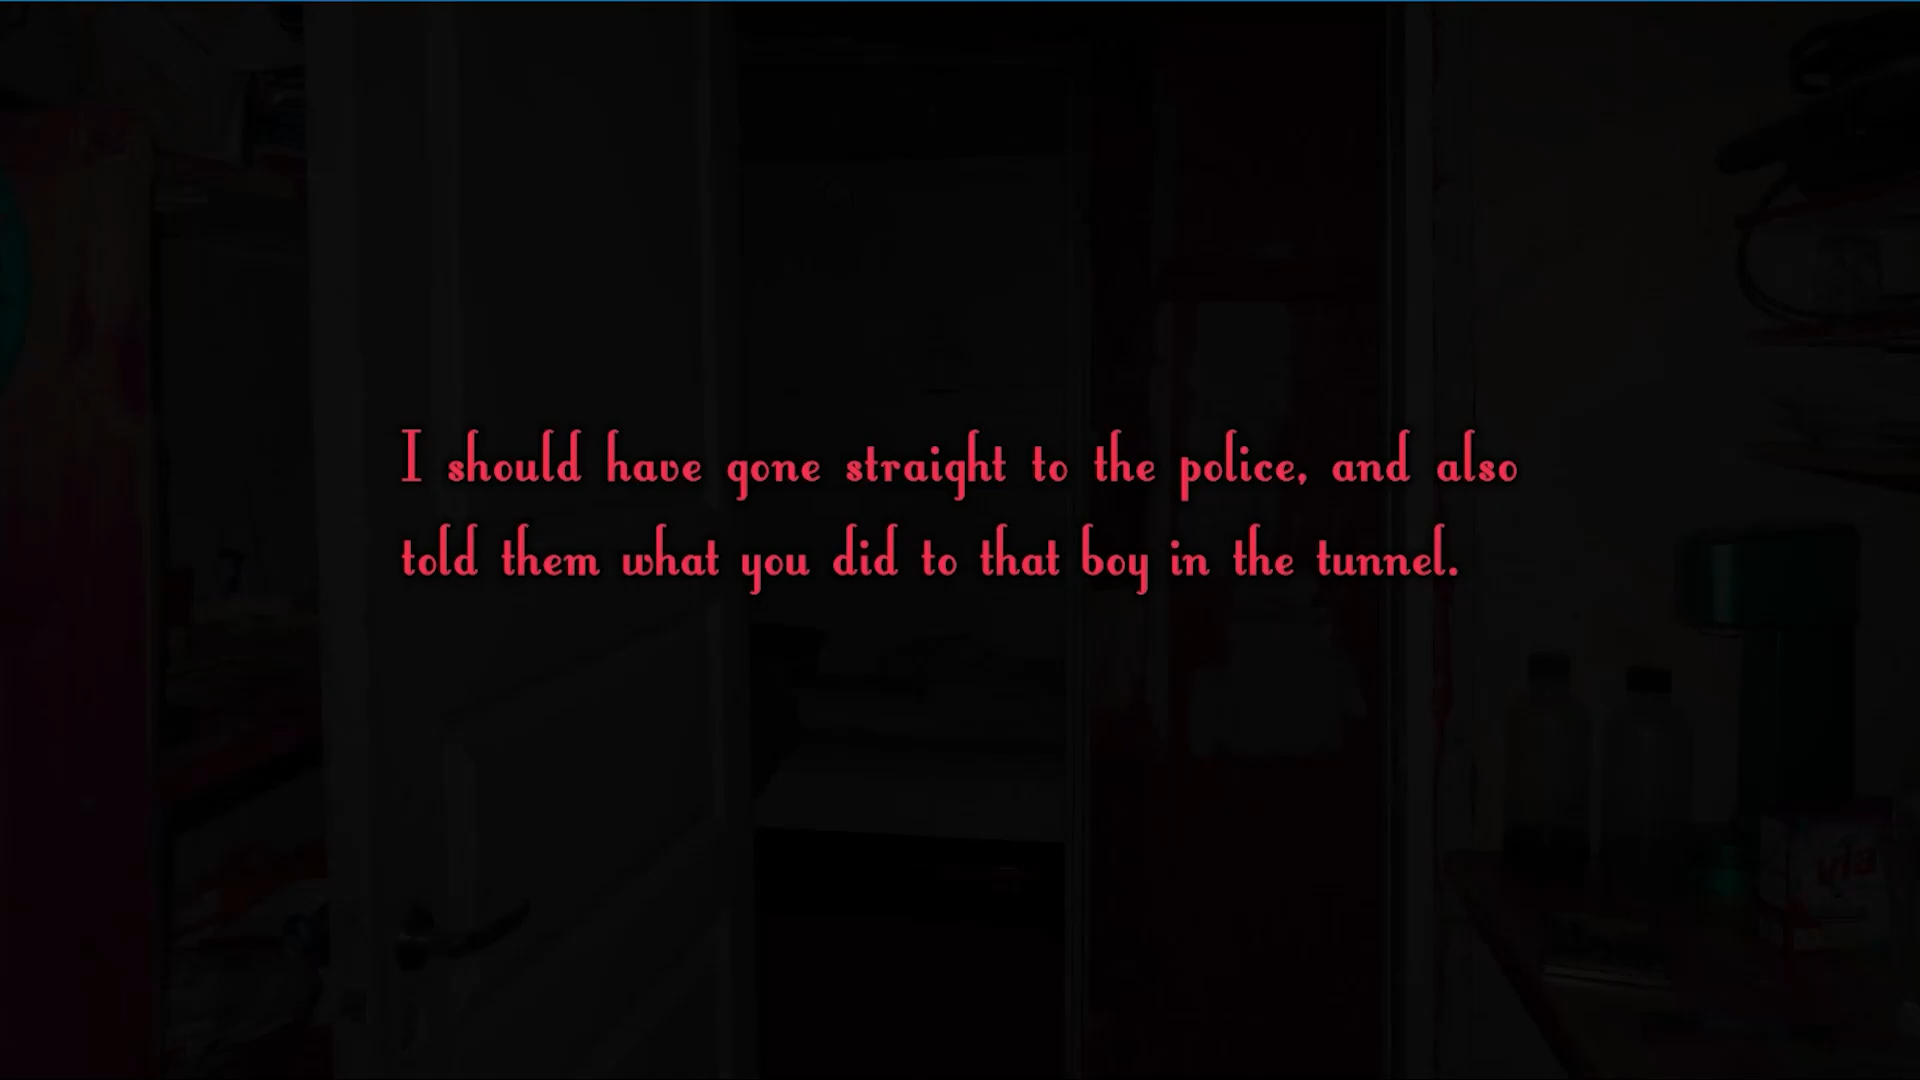 I should have gone straight to the police, and also
told them what you did to that boy in the tunnel.
via